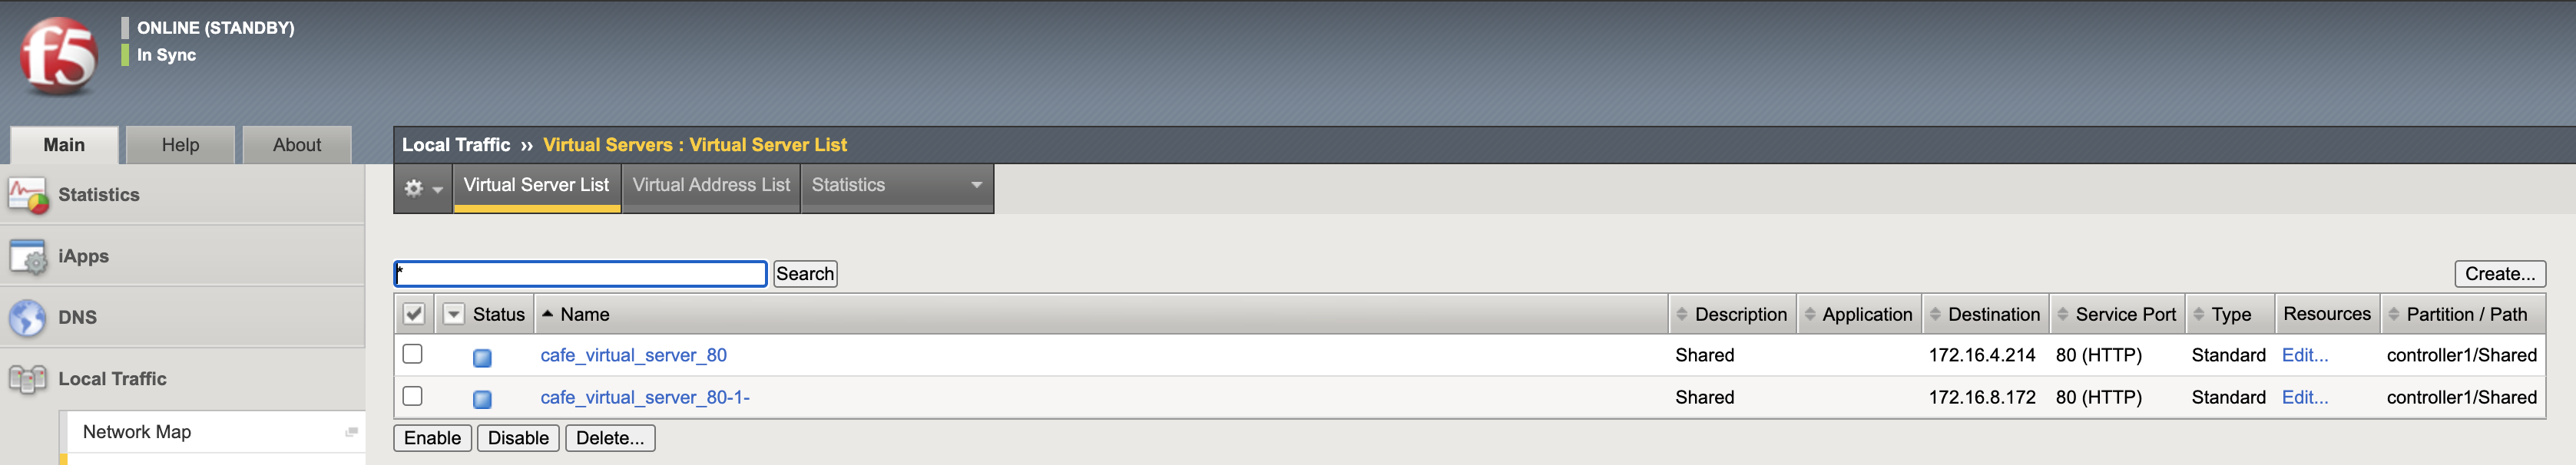 f5
ONLINE (STANDBY)
In Sync
Main Help About
Local Traffic ›› Virtual Servers : Virtual Server List
Virtual Server List Virtual Address List Statistics
Statistics
iApps
DNS
Local Traffic
Network Map
* Search Create...
Status Name Description Application Destination Service Port Type Resources Partition / Path
cafe_virtual_server_80 Shared 172.16.4.214 80 (HTTP) Standard Edit... controller1/Shared
cafe_virtual_server_80-1- Shared 172.16.8.172 80 (HTTP) Standard Edit... controller1/Shared
Enable Disable Delete...